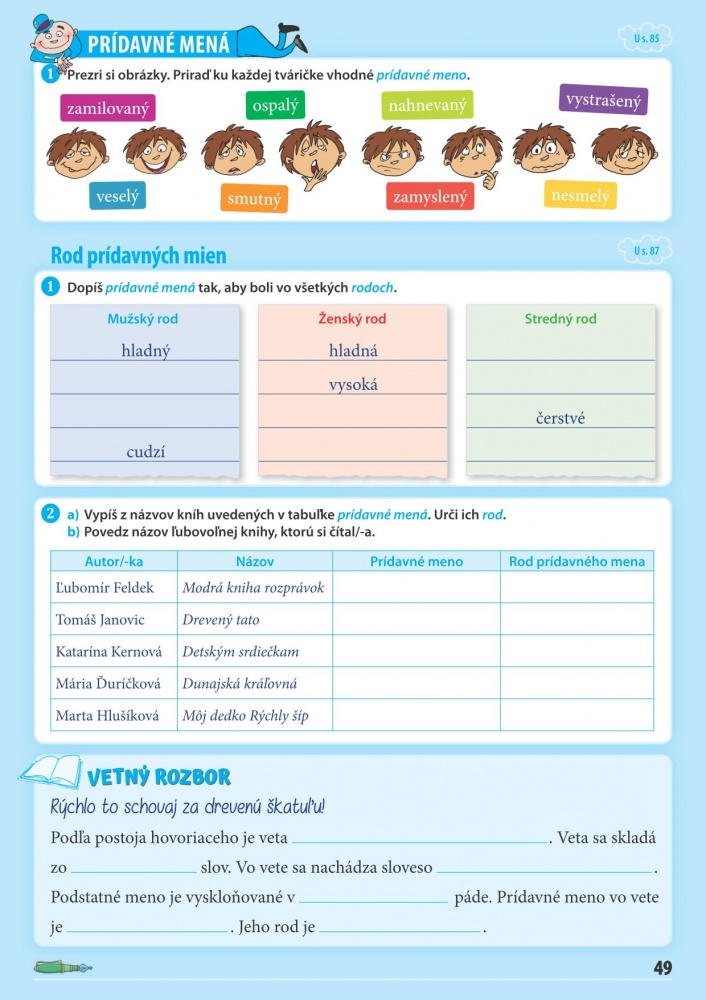 PRÍDAVNÉ MENÁ
U s. 85
1 Prezri si obrázky. Priraď ku každej tváričke vhodné prídavné meno.
zamilovaný ospalý nahnevaný vystrašený
veselý smutný zamyslený nesmelý
Rod prídavných mien
U s. 87
1 Dopíš prídavné mená tak, aby boli vo všetkých rodoch.
Mužský rod Ženský rod Stredný rod
hladný hladná
vysoká
čerstvé
cudzí
2 a) Vypíš z názvov kníh uvedených v tabuľke prídavné mená. Urči ich rod.
b) Povedz názov ľubovoľnej knihy, ktorú si čítal/-a.
Autor/-ka Názov Prídavné meno Rod prídavného mena
Ľubomír Feldek Modrá kniha rozprávok
Tomáš Janovic Drevený tato
Katarína Kernová Detským srdiečkam
Mária Ďuríčková Dunajská kráľovná
Marta Hlušíková Môj dedko Rýchly šíp
VETNÝ ROZBOR
Rýchlo to schovaj za drevenú škatuľu!
Podľa postoja hovoriaceho je veta ______. Veta sa skladá
zo ______ slov. Vo vete sa nachádza sloveso ______.
Podstatné meno je vyskloňované v ______ páde. Prídavné meno vo vete
je ______. Jeho rod je ______.
49